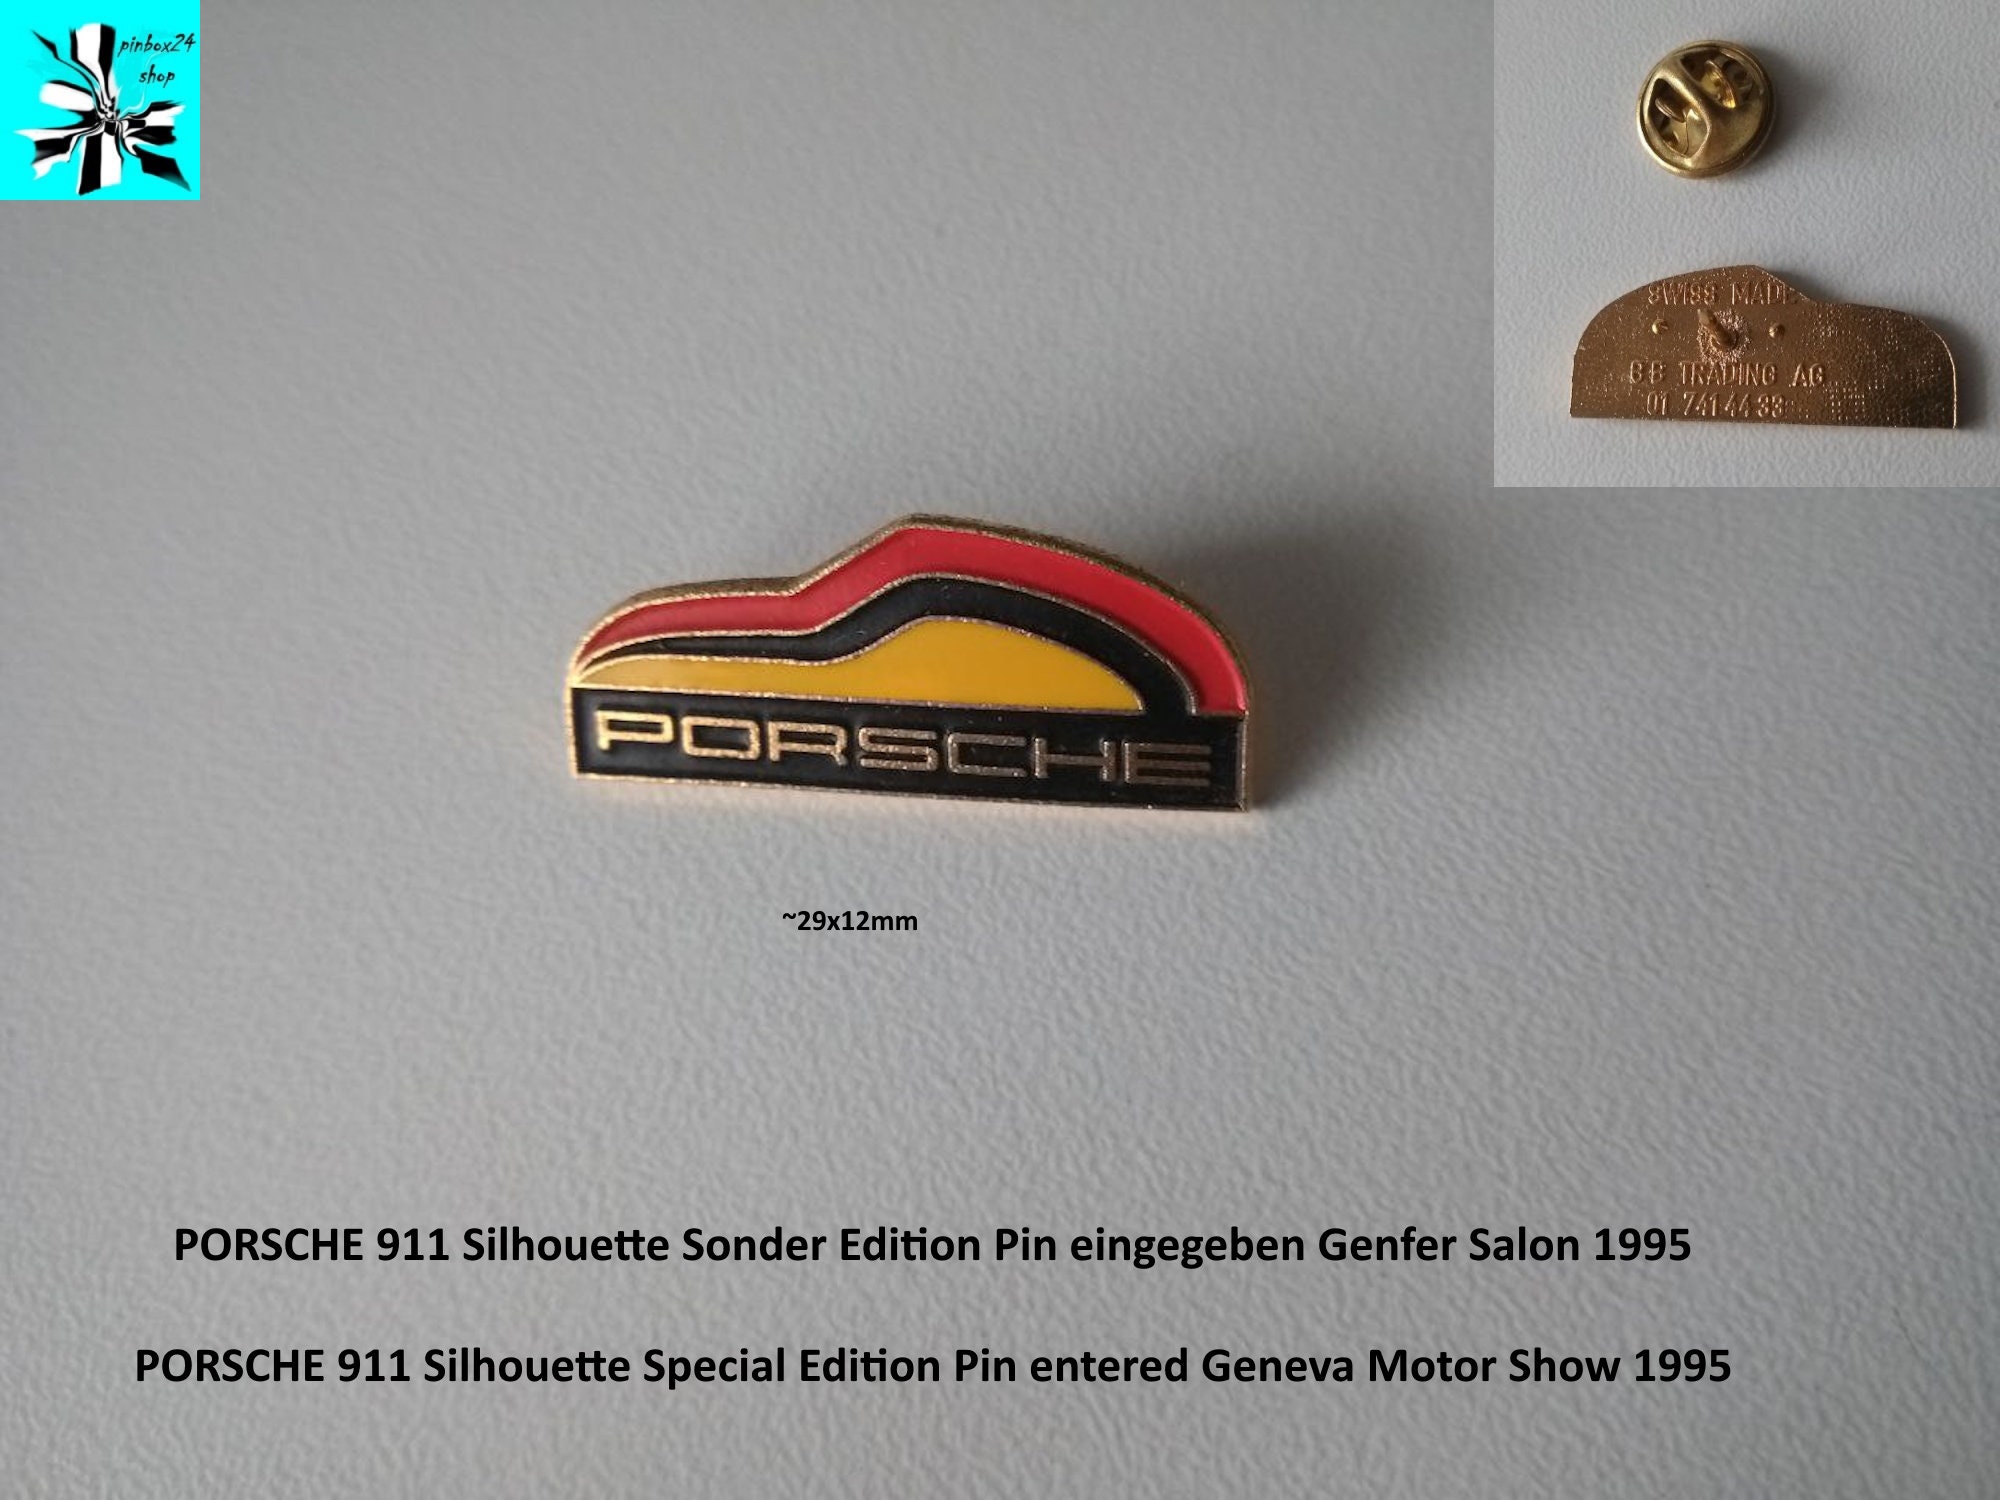 pinbox24
shop
SWISS MADE
BB TRADING AG
01 741 44 33
PORSCHE
~29x12mm
PORSCHE 911 Silhouette Sonder Edition Pin eingegeben Genfer Salon 1995
PORSCHE 911 Silhouette Special Edition Pin entered Geneva Motor Show 1995